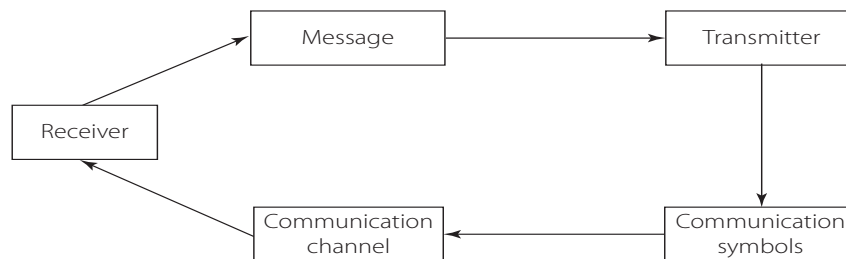 Message
Transmitter
Receiver
Communication
channel
Communication
symbols